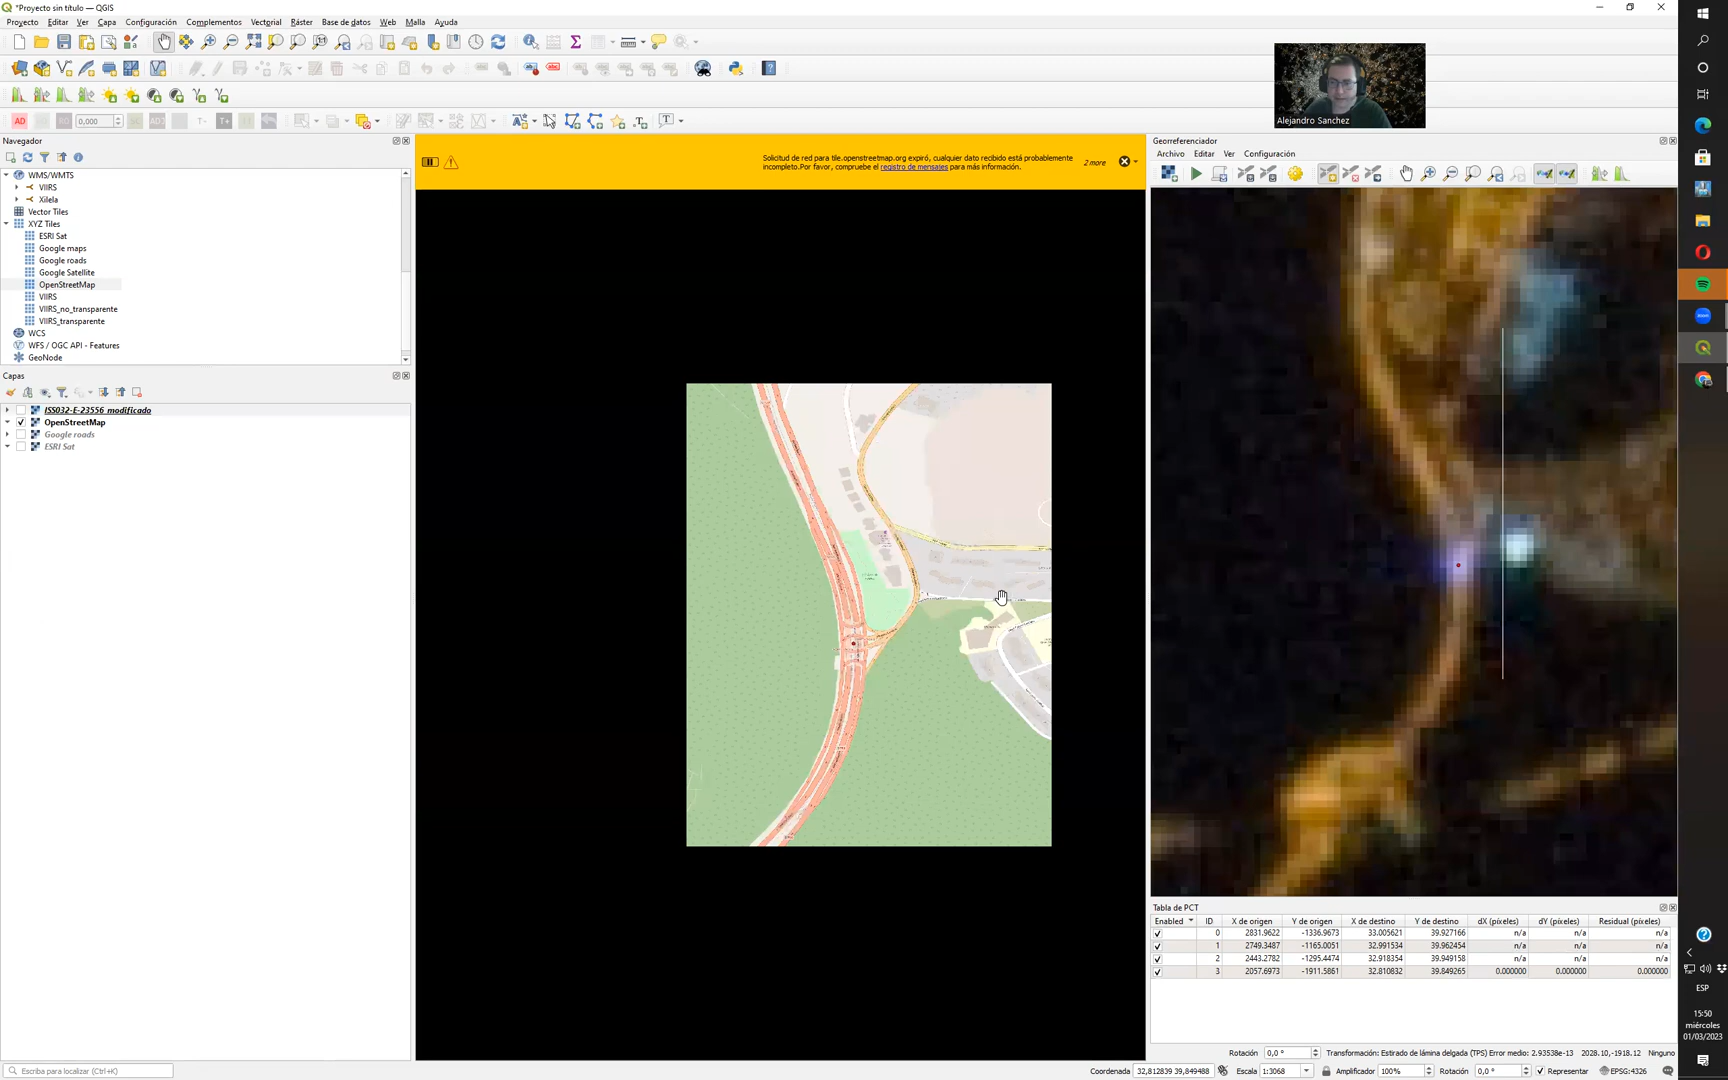 *Proyecto sin título — QGIS
Proyecto Editar Ver Capa Configuración Complementos Vectorial Ráster Base de datos Web Malla Ayuda
0,000
Alejandro Sanchez
Navegador
WMS/WMTS
VIIRS
Xilela
Vector Tiles
XYZ Tiles
ESRI Sat
Google maps
Google roads
Google Satellite
OpenStreetMap
VIIRS
VIIRS_no_transparente
VIIRS_transparente
WCS
WFS / OGC API - Features
GeoNode
Capas
ISS032-E-23556_modificado
OpenStreetMap
Google roads
ESRI Sat
Solicitud de red para tile.openstreetmap.org expiró, cualquier dato recibido está probablemente
incompleto.Por favor, compruebe el registro de mensajes para más información.
2 more
Georreferenciador
Archivo Editar Ver Configuración
Tabla de PCT
Enabled ID X de origen Y de origen X de destino Y de destino dX (píxeles) dY (píxeles) Residual (píxeles)
0 2831.9622 -1336.9673 33.005621 39.927166 n/a n/a n/a
1 2749.3487 -1165.0051 32.991534 39.962454 n/a n/a n/a
2 2443.2782 -1295.4474 32.918354 39.949158 n/a n/a n/a
3 2057.6973 -1911.5861 32.810832 39.849265 0.000000 0.000000 0.000000
Rotación 0,0 ° Transformación: Estirado de lámina delgada (TPS) Error medio: 2.93538e-13 2028.10,-1918.12 Ninguno
Escriba para localizar (Ctrl+K)
Coordenada 32,812839 39,849488 Escala 1:3068 Amplificador 100% Rotación 0,0 ° Representar EPSG:4326
ESP
15:50
miércoles
01/03/2023